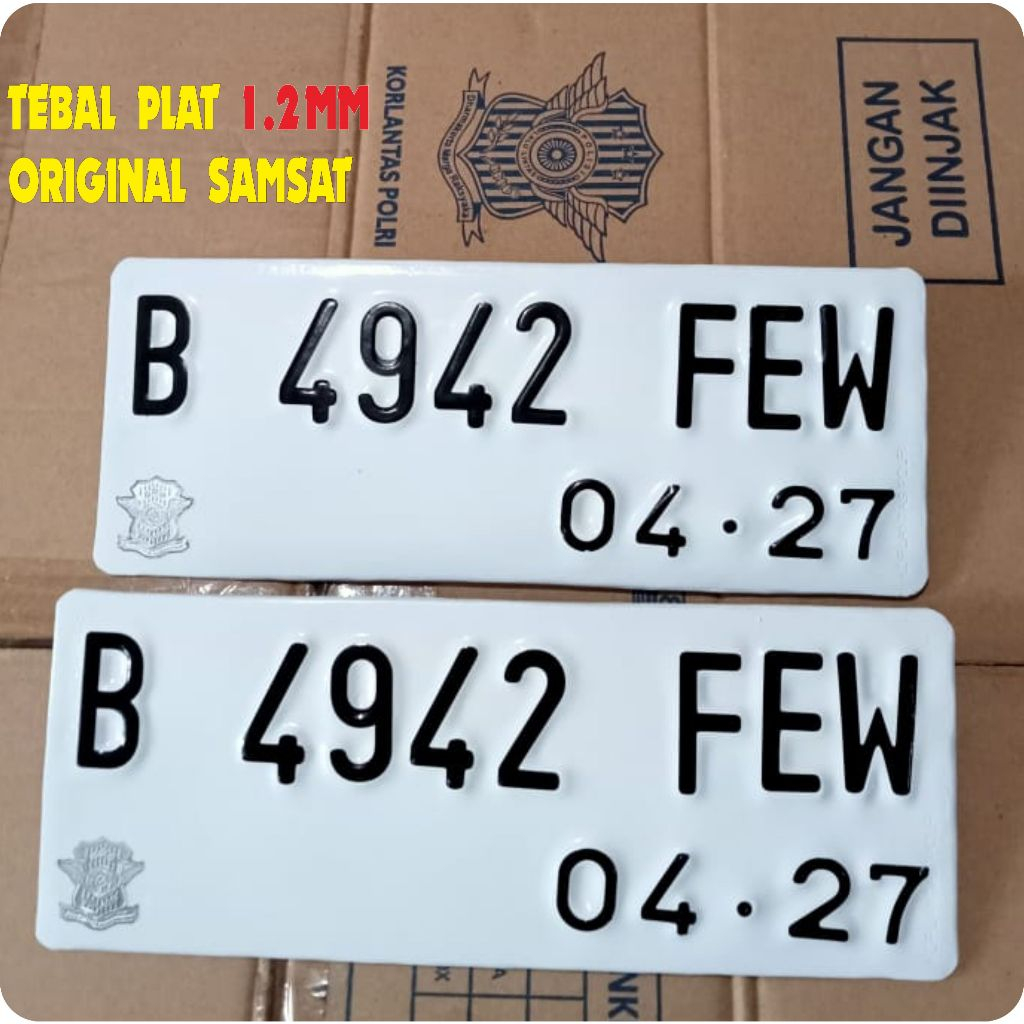 TEBAL PLAT 1.2MM
ORIGINAL SAMSAT
KORLANTAS POLRI
JANGAN
DIINJAK
B 4942 FEW
04·27
B 4942 FEW
04·27